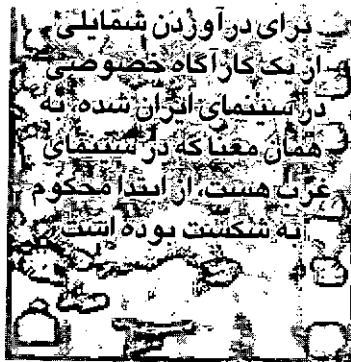 برای درآوردن شمایلی
از یک کارآگاه خصوصی
در سینمای ایران شده به
همان معنا که در سینمای
غرب هست، از ابتدا محکوم
به شکست بوده است